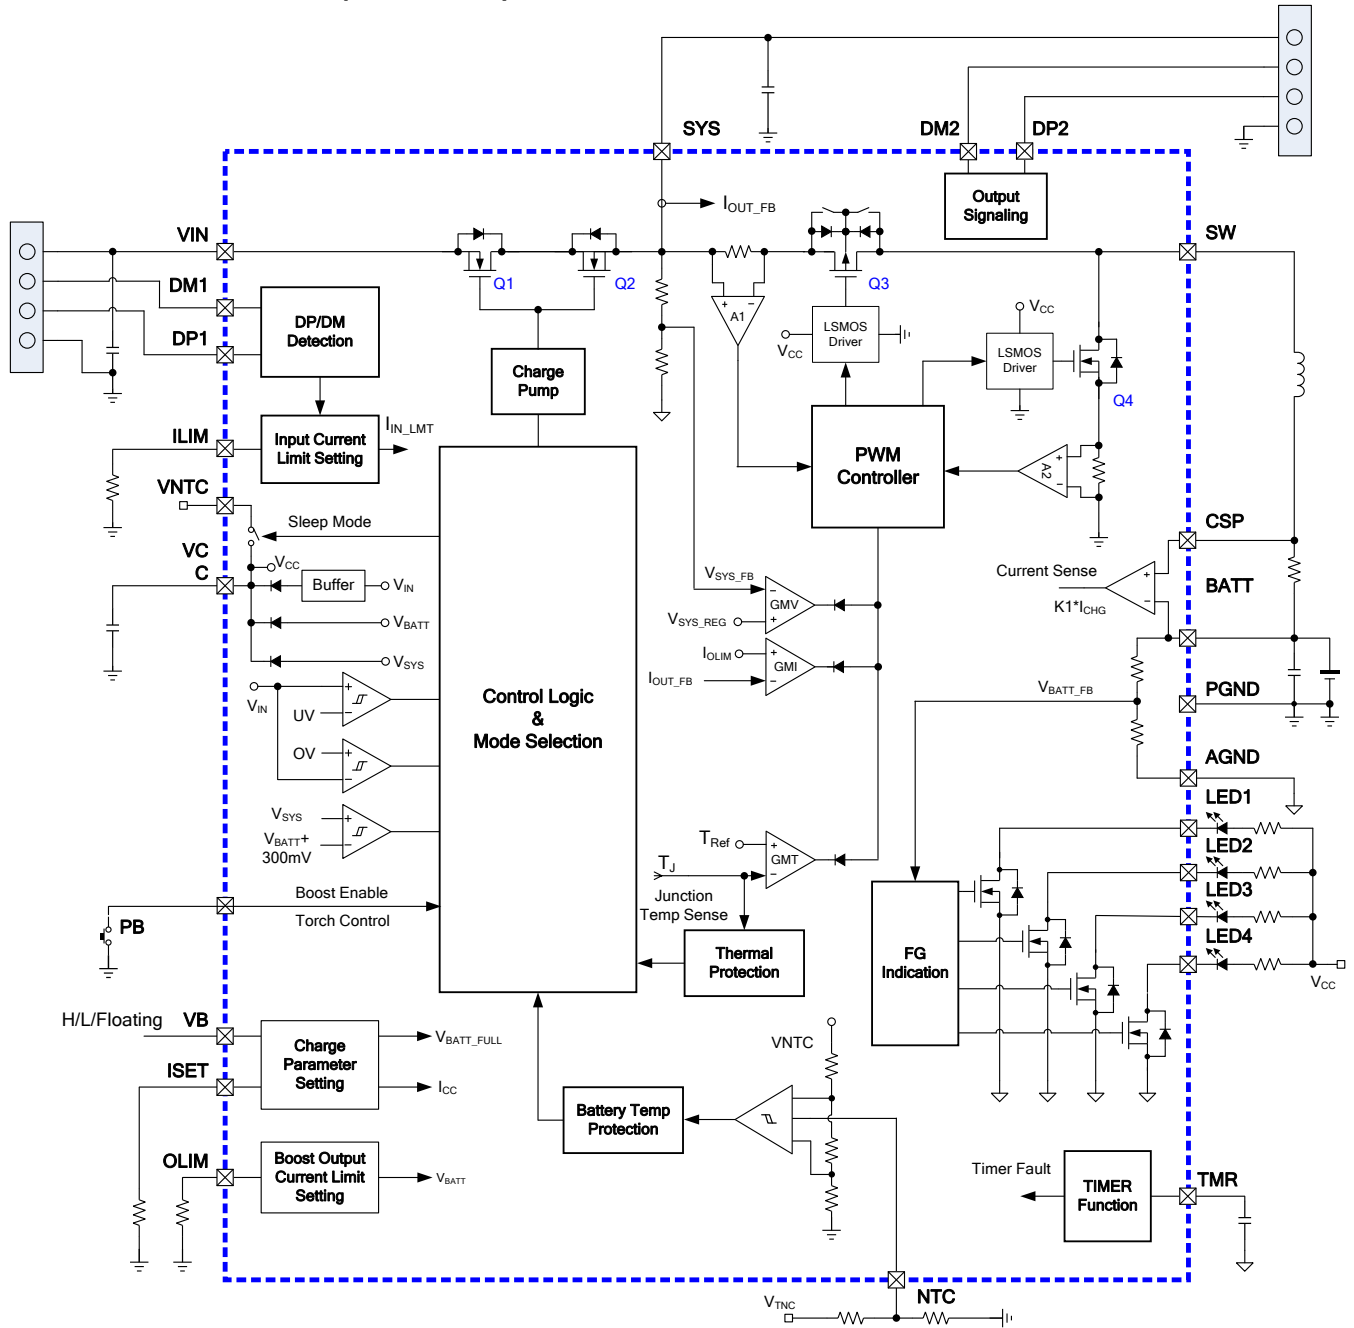 SYS
DM2
DP2
Output
Signaling
IOUT_FB
VIN
SW
DM1
Q1
Q2
Q3
DP/DM
Detection
A1
LSMOS
Driver
VCC
VCC
LSMOS
Driver
DP1
Charge
Pump
Q4
ILIM
Input Current
Limit Setting
IIN_LMT
PWM
Controller
A2
VNTC
Sleep Mode
CSP
VC
C
VCC
Buffer
VIN
Current Sense
K1*ICHG
BATT
VSYS_FB
GMV
VSYS_REG
VBATT
IOLIM
GMI
IOUT_FB
VSYS
VIN
UV
Control Logic
&
Mode Selection
VBATT_FB
PGND
OV
AGND
LED1
VSYS
VBATT+
300mV
TRef
GMT
LED2
TJ
Junction
Temp Sense
LED3
Boost Enable
Torch Control
PB
LED4
Thermal
Protection
FG
Indication
VCC
H/L/Floating
VB
Charge
Parameter
Setting
VBATT_FULL
VNTC
ISET
ICC
Battery Temp
Protection
OLIM
Boost Output
Current Limit
Setting
VBATT
Timer Fault
TIMER
Function
TMR
NTC
VTNC